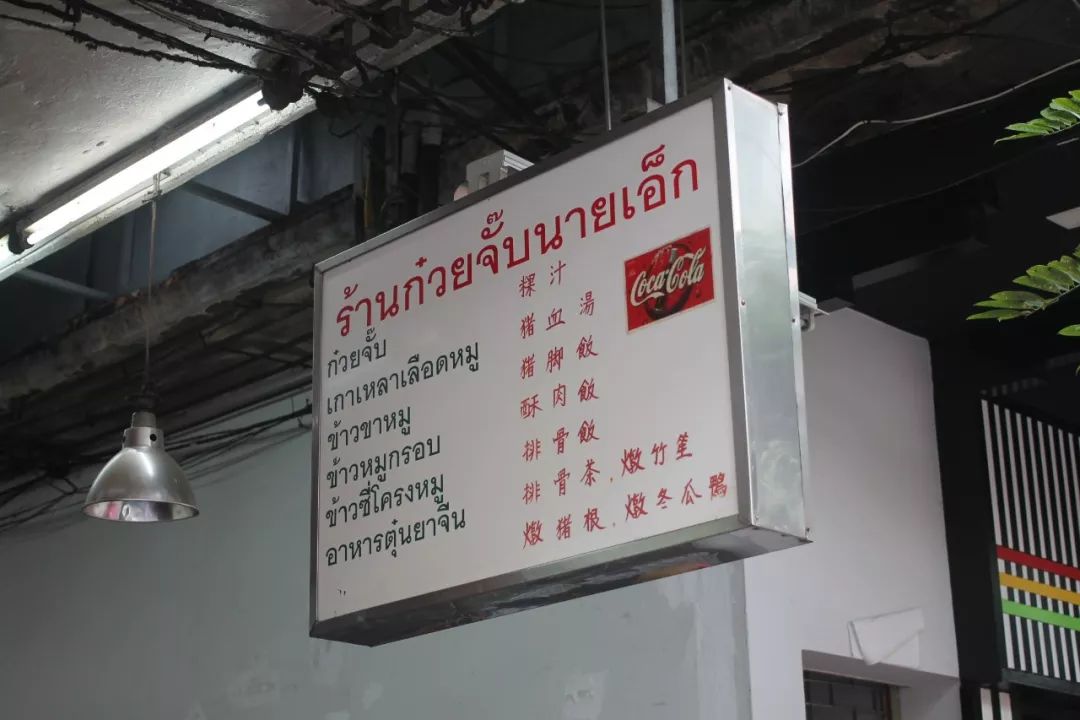 ร้านก๋วยจั๊บนายเอ็ก
ก๋วยจั๊บ
粿汁
Coca-Cola
เกาเหลาเลือดหมู
猪血湯
ข้าวขาหมู
猪脚飯
ข้าวหมูกรอบ
酥肉飯
ข้าวซี่โครงหมู
排骨飯
อาหารตุ๋นยาจีน
排骨茶.燉竹笙
燉猪根.燉冬瓜鵝